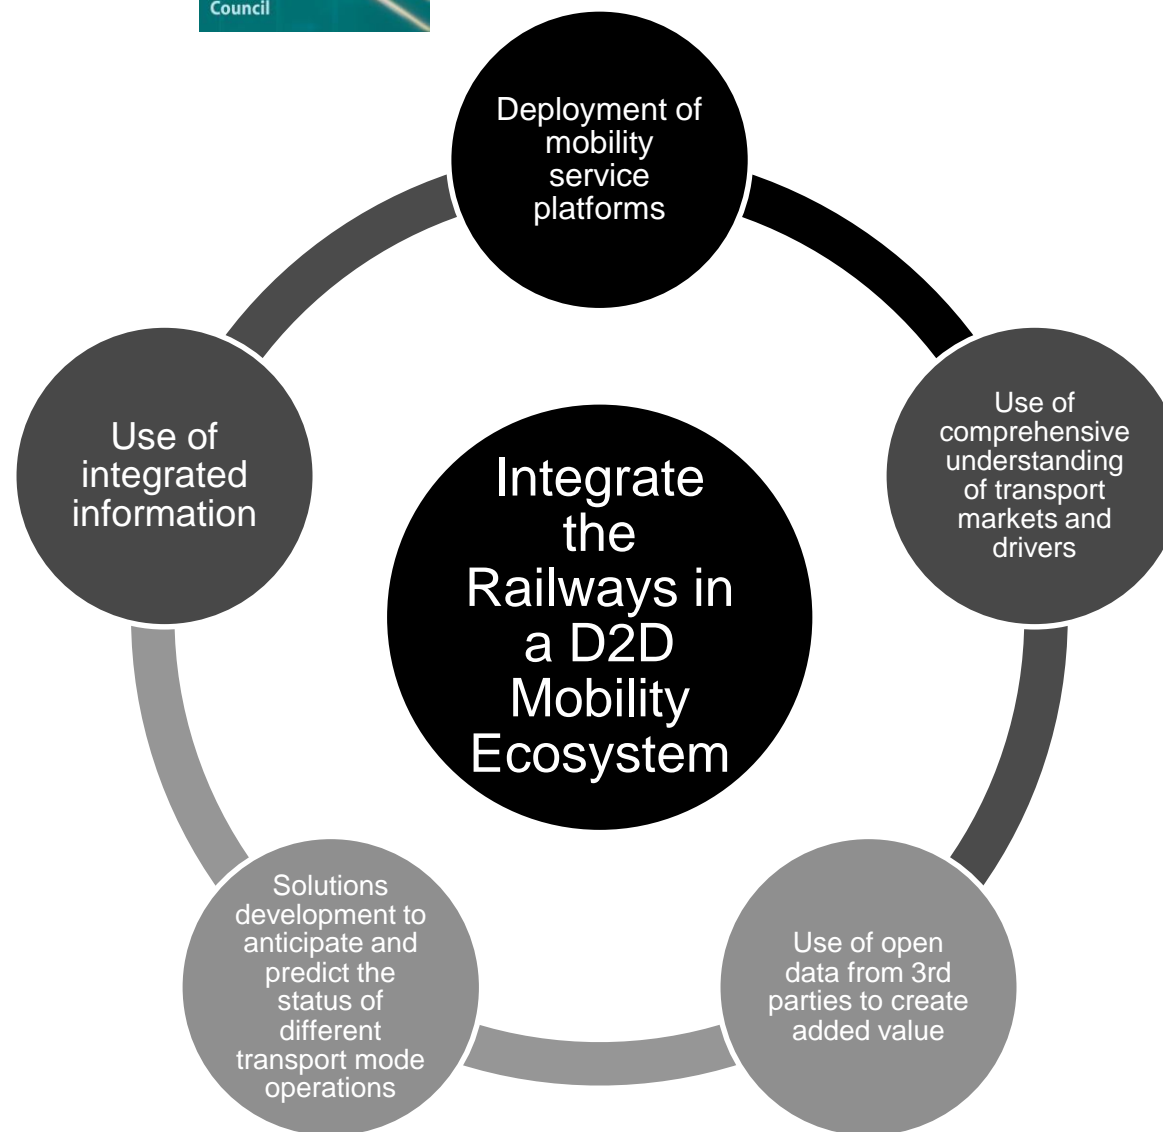 Council
Deployment of
mobility
service
platforms
Use of
comprehensive
understanding
of transport
markets and
drivers
Use of open
data from 3rd
parties to create
added value
Solutions
development to
anticipate and
predict the
status of
different
transport mode
operations
Use of
integrated
information
Integrate
the
Railways in
a D2D
Mobility
Ecosystem